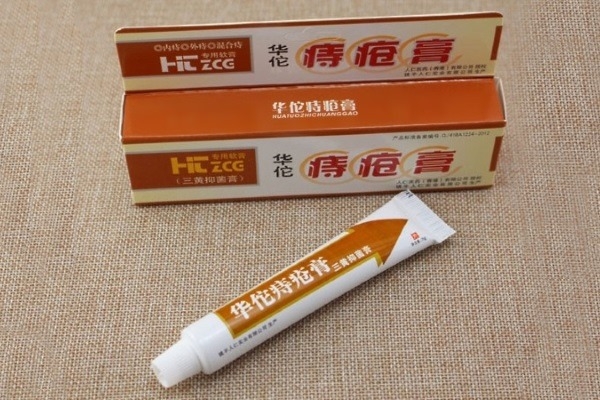 ◎内痔◎外痔◎混合痔
专用软膏
HTC ZCG
华佗
痔疮膏
华佗痔疮膏
HUATUOZHICHUANGGAO
专用软膏
HTC ZCG
(三黄抑菌膏)
华佗
痔疮膏
华佗痔疮膏
三黄抑菌膏